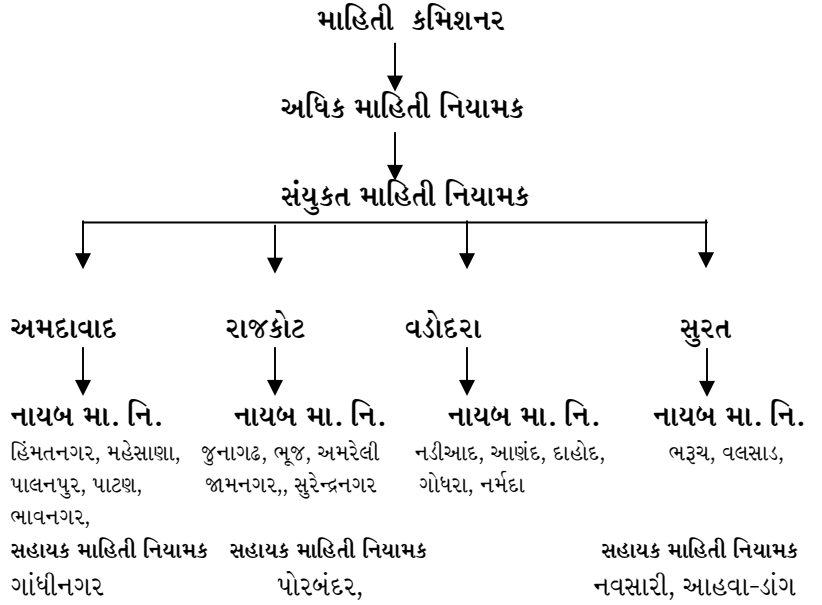 માહિતી કમિશનર
અધિક માહિતી નિયામક
સંયુકત માહિતી નિયામક
અમદાવાદ રાજકોટ વડોદરા સુરત
નાયબ મા. નિ. નાયબ મા. નિ. નાયબ મા. નિ. નાયબ મા. નિ.
હિંમતનગર, મહેસાણા, જુનાગઢ, ભૂજ, અમરેલી નડીઆદ, આણંદ, દાહોદ, ભરૂચ, વલસાડ,
પાલનપુર, પાટણ, જામનગર,, સુરેન્દ્રનગર ગોધરા, નર્મદા
ભાવનગર,
સહાયક માહિતી નિયામક સહાયક માહિતી નિયામક સહાયક માહિતી નિયામક
ગાંધીનગર પોરબંદર, નવસારી, આહવા-ડાંગ